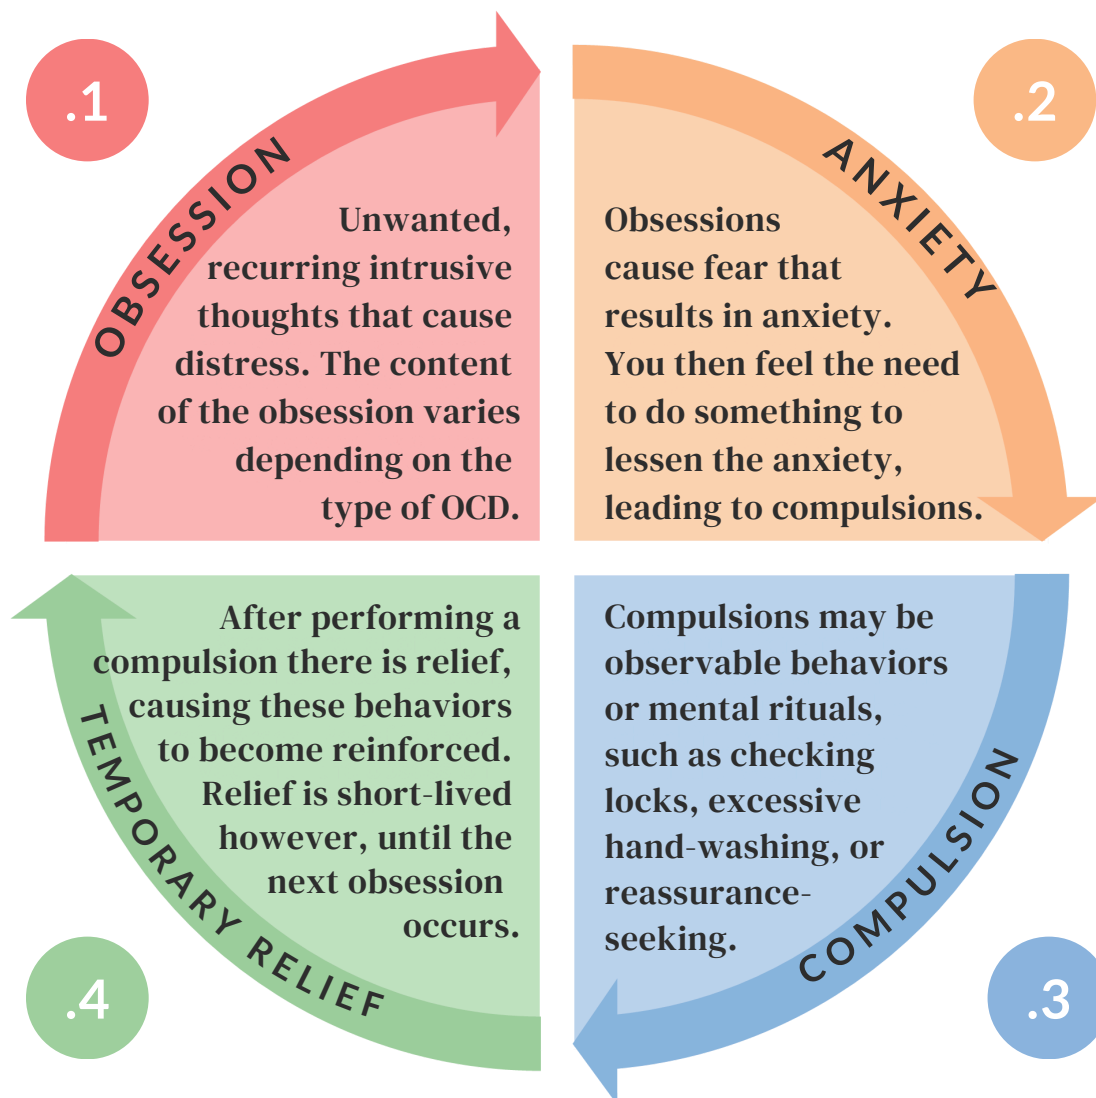 .1
OBSESSION
Unwanted,
recurring intrusive
thoughts that cause
distress. The content
of the obsession varies
depending on the
type of OCD.
.2
ANXIETY
Obsessions
cause fear that
results in anxiety.
You then feel the need
to do something to
lessen the anxiety,
leading to compulsions.
.3
COMPULSION
Compulsions may be
observable behaviors
or mental rituals,
such as checking
locks, excessive
hand-washing, or
reassurance-
seeking.
.4
TEMPORARY RELIEF
After performing a
compulsion there is relief,
causing these behaviors
to become reinforced.
Relief is short-lived
however, until the
next obsession
occurs.